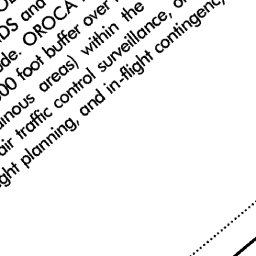 DS and
de. OROCA
00 foot buffer over
ainous areas) within the
air traffic control surveillance, o
ght planning, and in-flight contingency